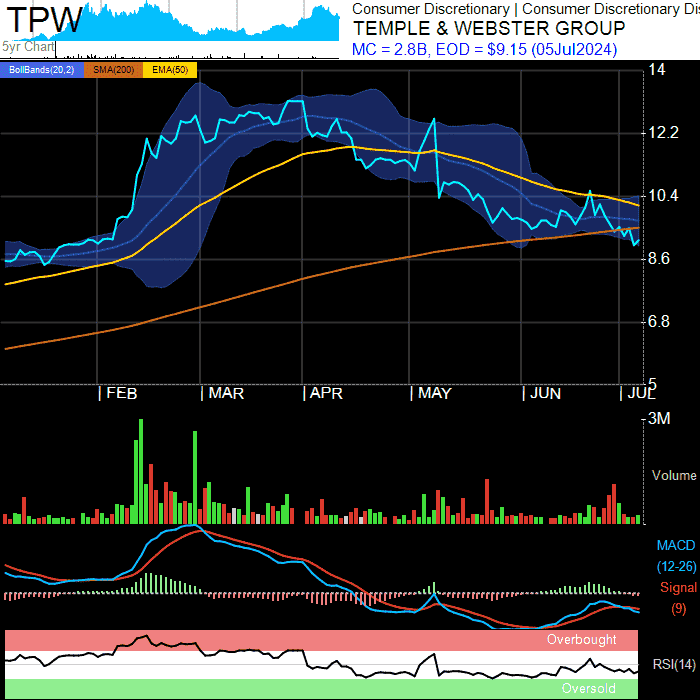 TPW
5yr Chart
Consumer Discretionary | Consumer Discretionary Dis
TEMPLE & WEBSTER GROUP
MC = 2.8B, EOD = $9.15 (05Jul2024)
BollBands(20,2) SMA(200) EMA(50)
14
12.2
10.4
8.6
6.8
5
| FEB | MAR | APR | MAY | JUN | JUL
3M
Volume
MACD
(12-26)
Signal
(9)
Overbought
RSI(14)
Oversold